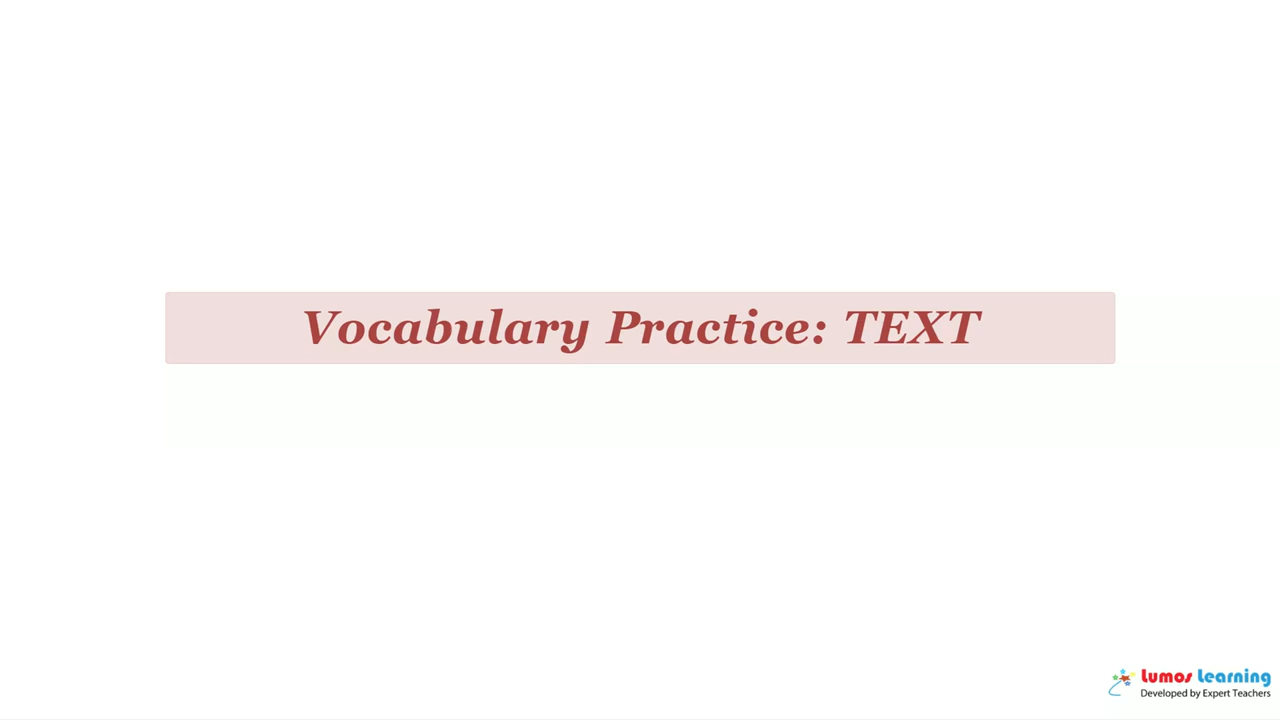 Vocabulary Practice: TEXT
Lumos Learning
Developed by Expert Teachers